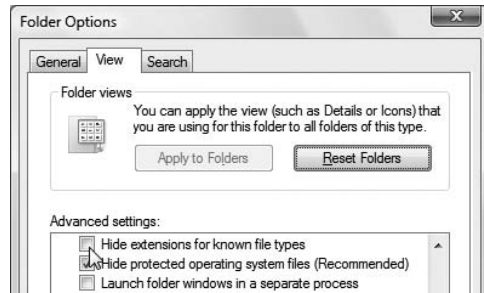 Folder Options
General View Search
Folder views
You can apply the view (such as Details or Icons) that
you are using for this folder to all folders of this type.
Apply to Folders Reset Folders
Advanced settings:
Hide extensions for known file types
Hide protected operating system files (Recommended)
Launch folder windows in a separate process